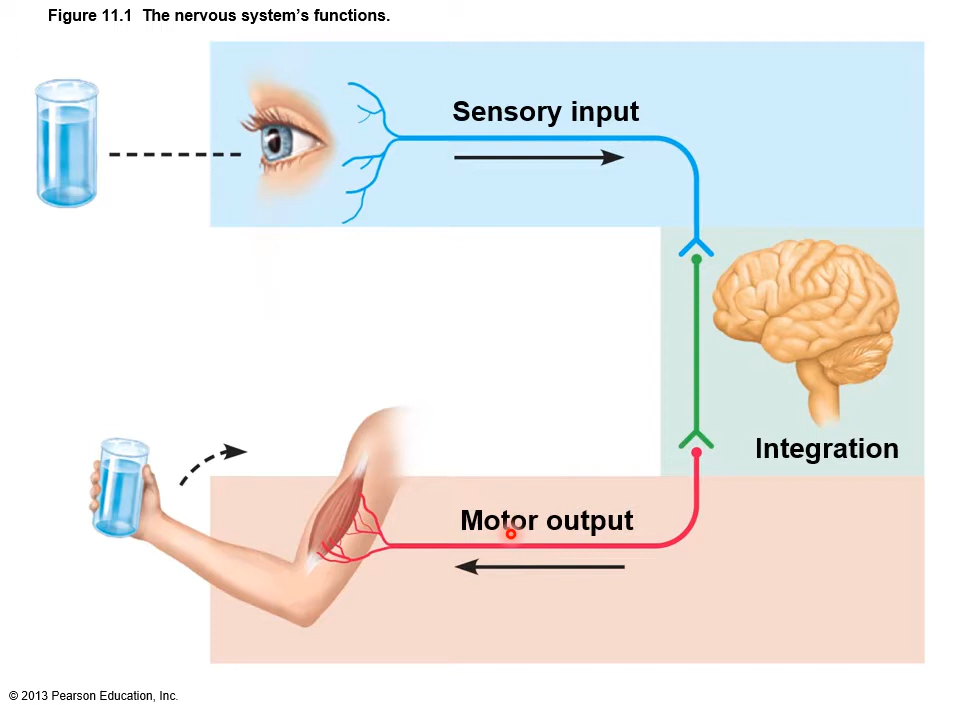 Figure 11.1 The nervous system’s functions.
Sensory input
Integration
Motor output
© 2013 Pearson Education, Inc.